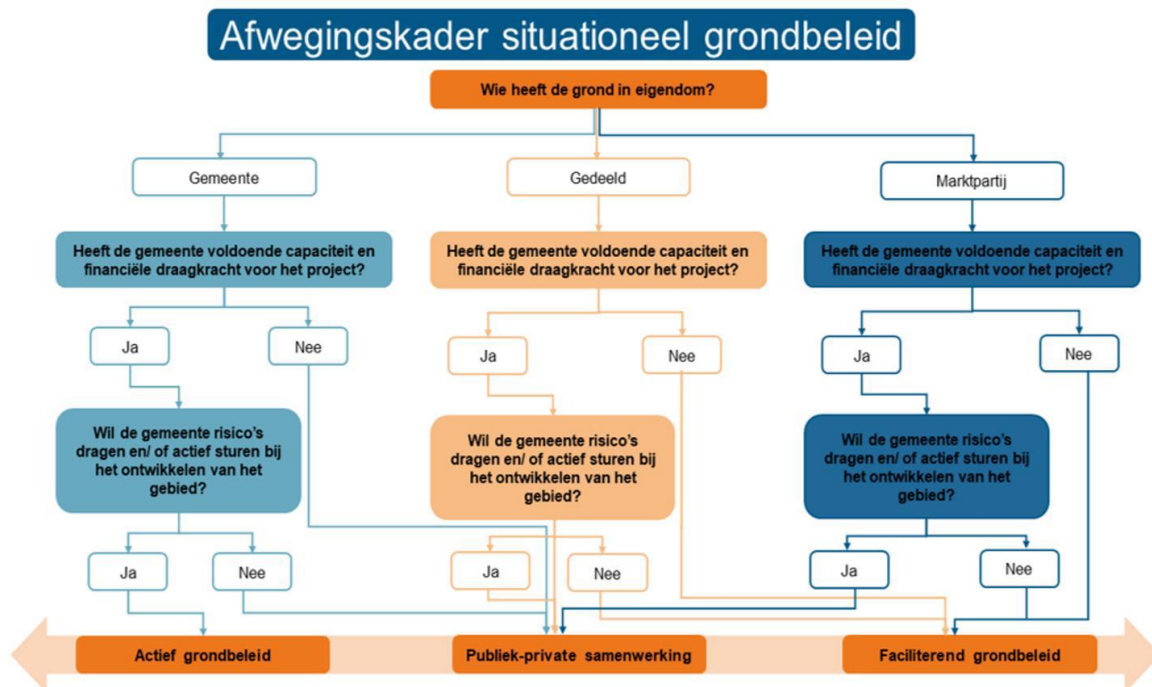 Afwegingskader situationeel grondbeleid
Wie heeft de grond in eigendom?
Gemeente
Gedeeld
Marktpartij
Heeft de gemeente voldoende capaciteit en
financiële draagkracht voor het project?
Heeft de gemeente voldoende capaciteit en
financiële draagkracht voor het project?
Heeft de gemeente voldoende capaciteit en
financiële draagkracht voor het project?
Ja
Nee
Ja
Nee
Ja
Nee
Wil de gemeente risico's
dragen en/ of actief sturen bij
het ontwikkelen van het
gebied?
Wil de gemeente risico's
dragen en/ of actief sturen bij
het ontwikkelen van het
gebied?
Wil de gemeente risico's
dragen en/ of actief sturen bij
het ontwikkelen van het
gebied?
Ja
Nee
Ja
Nee
Ja
Nee
Actief grondbeleid
Publiek-private samenwerking
Faciliterend grondbeleid